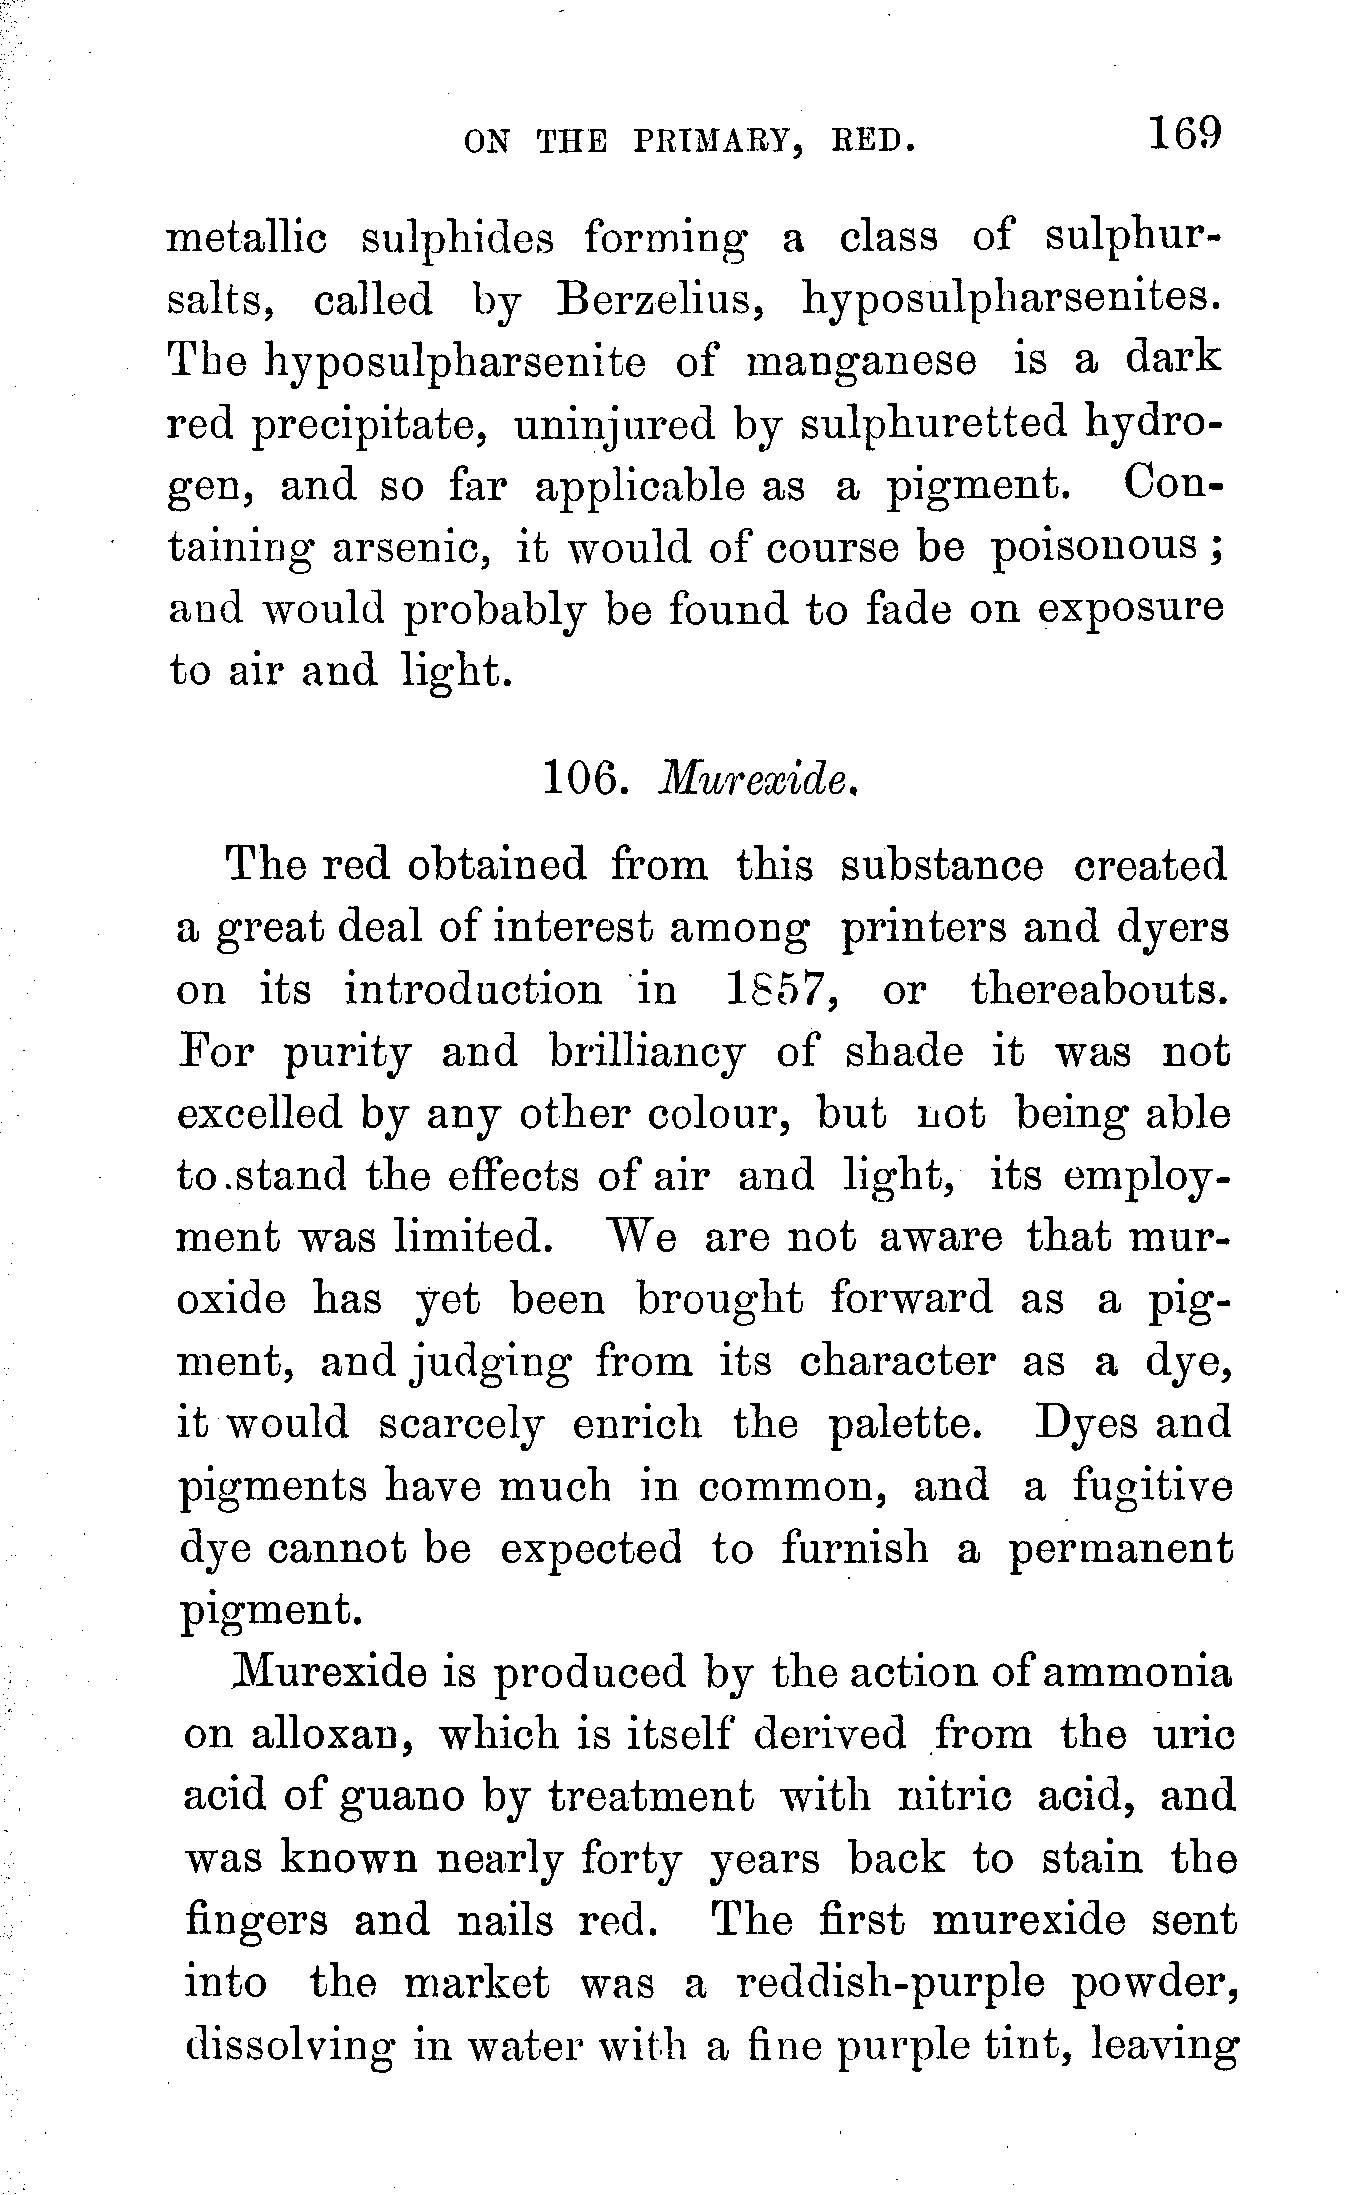 ON THE PRIMARY, RED. 169
metallic sulphides forming a class of sulphur-
salts, called by Berzelius, hyposulpharsenites.
The hyposulpharsenite of manganese is a dark
red precipitate, uninjured by sulphuretted hydro-
gen, and so far applicable as a pigment. Con-
taining arsenic, it would of course be poisonous ;
and would probably be found to fade on exposure
to air and light.
106. Murexide.
The red obtained from this substance created
a great deal of interest among printers and dyers
on its introduction in 1857, or thereabouts.
For purity and brilliancy of shade it was not
excelled by any other colour, but not being able
to stand the effects of air and light, its employ-
ment was limited. We are not aware that mur-
oxide has yet been brought forward as a pig-
ment, and judging from its character as a dye,
it would scarcely enrich the palette. Dyes and
pigments have much in common, and a fugitive
dye cannot be expected to furnish a permanent
pigment.
Murexide is produced by the action of ammonia
on alloxan, which is itself derived from the uric
acid of guano by treatment with nitric acid, and
was known nearly forty years back to stain the
fingers and nails red. The first murexide sent
into the market was a reddish-purple powder,
dissolving in water with a fine purple tint, leaving